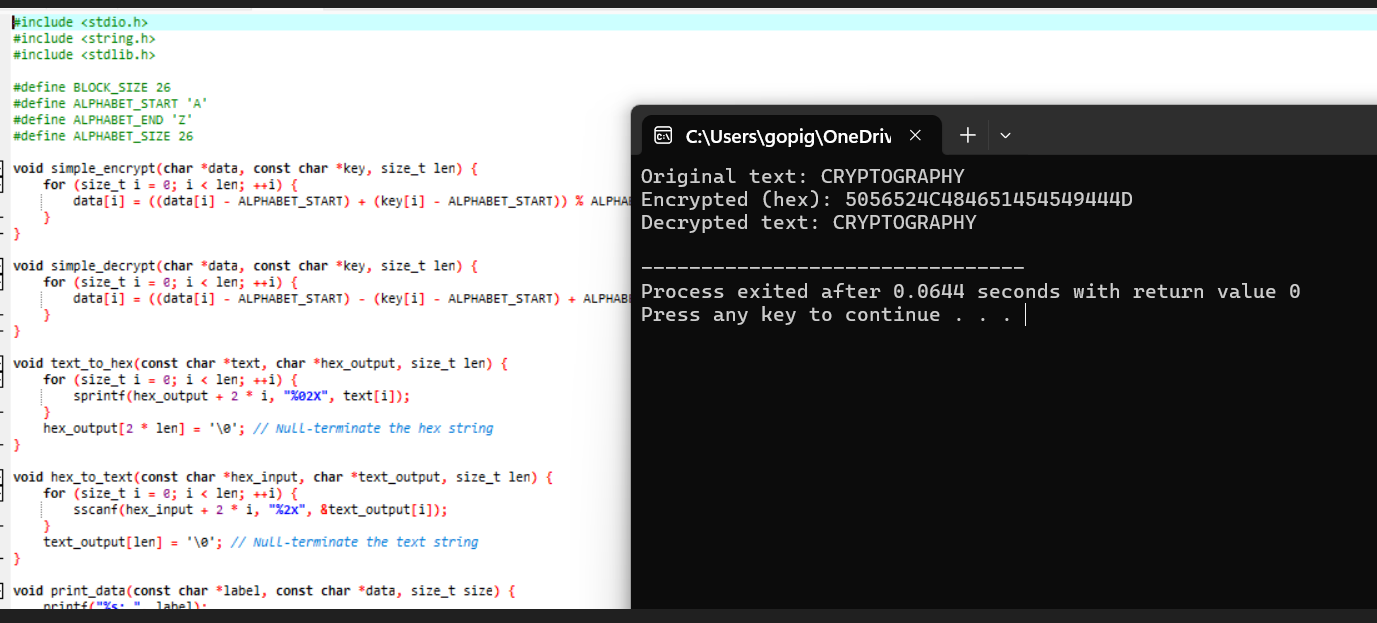 #include <stdio.h>
#include <string.h>
#include <stdlib.h>
#define BLOCK_SIZE 26
#define ALPHABET_START 'A'
#define ALPHABET_END 'Z'
#define ALPHABET_SIZE 26
void simple_encrypt(char *data, const char *key, size_t len) {
for (size_t i = 0; i < len; ++i) {
data[i] = ((data[i] - ALPHABET_START) + (key[i] - ALPHABET_START)) % ALPHA
}
}
void simple_decrypt(char *data, const char *key, size_t len) {
for (size_t i = 0; i < len; ++i) {
data[i] = ((data[i] - ALPHABET_START) - (key[i] - ALPHABET_START) + ALPHAB
}
}
void text_to_hex(const char *text, char *hex_output, size_t len) {
for (size_t i = 0; i < len; ++i) {
sprintf(hex_output + 2 * i, "%02X", text[i]);
}
hex_output[2 * len] = '\0'; // Null-terminate the hex string
}
void hex_to_text(const char *hex_input, char *text_output, size_t len) {
for (size_t i = 0; i < len; ++i) {
sscanf(hex_input + 2 * i, "%2x", &text_output[i]);
}
text_output[len] = '\0'; // Null-terminate the text string
}
void print_data(const char *label, const char *data, size_t size) {
printf("%s: ", label);
C:\Users\gopig\OneDriv
Original text: CRYPTOGRAPHY
Encrypted (hex): 5056524C484651454549444D
Decrypted text: CRYPTOGRAPHY
--------------------------------
Process exited after 0.0644 seconds with return value 0
Press any key to continue . . .